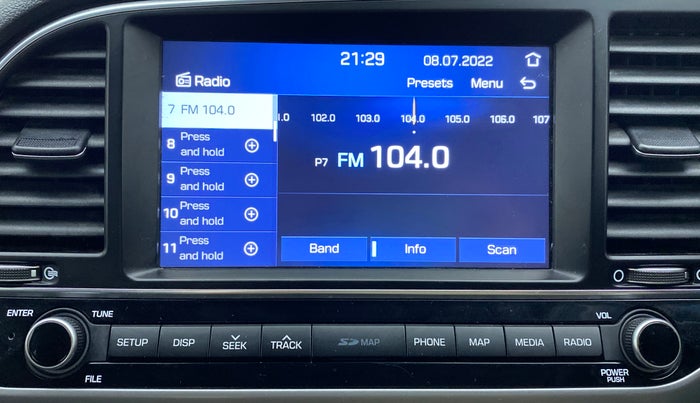 21:29 08.07.2022
Radio Presets Menu
7 FM 104.0
.0 102.0 103.0 104.0 105.0 106.0 107
8 Press and hold
P7 FM 104.0
9 Press and hold
10 Press and hold
11 Press and hold
Band Info Scan
ENTER TUNE VOL
SETUP DISP SEEK TRACK SD MAP PHONE MAP MEDIA RADIO
FILE POWER PUSH